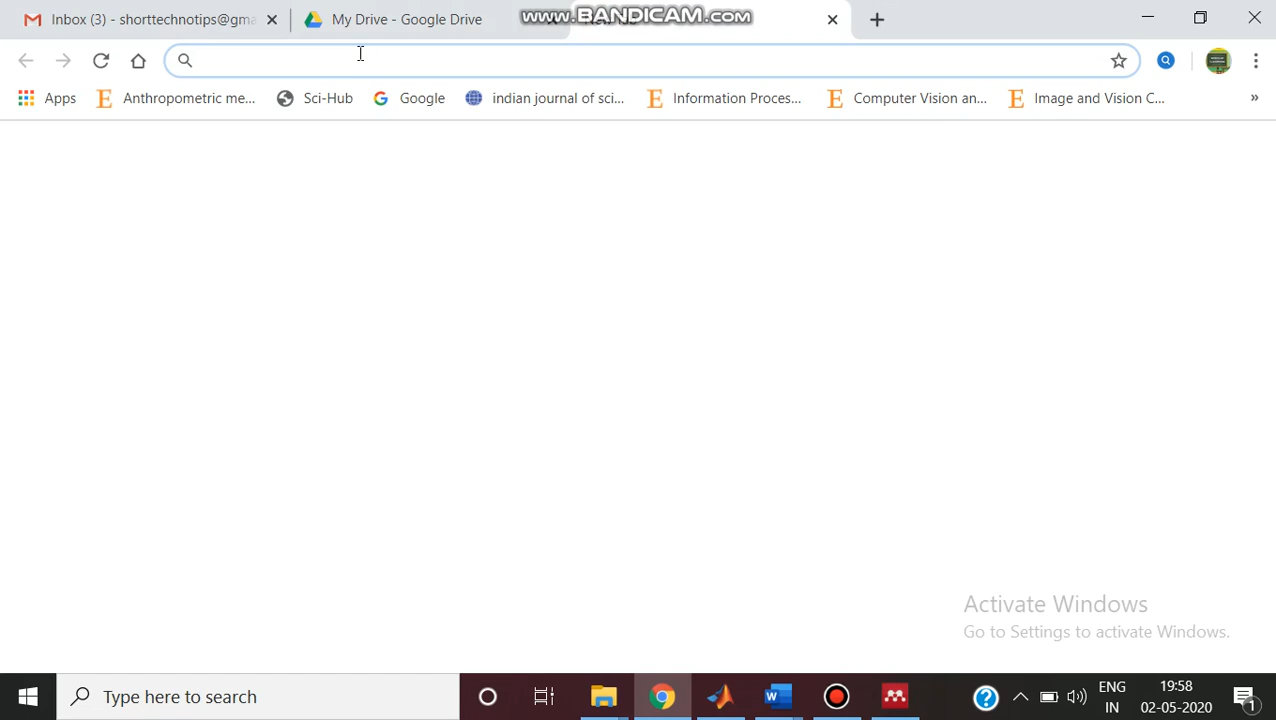 Inbox (3) - shorttechnotips@gma
My Drive - Google Drive
www.BANDICAM.com
Apps
Anthropometric me...
Sci-Hub
Google
indian journal of sci...
Information Proces...
Computer Vision an...
Image and Vision C...
»
Activate Windows
Go to Settings to activate Windows.
Type here to search
ENG
IN
19:58
02-05-2020
1